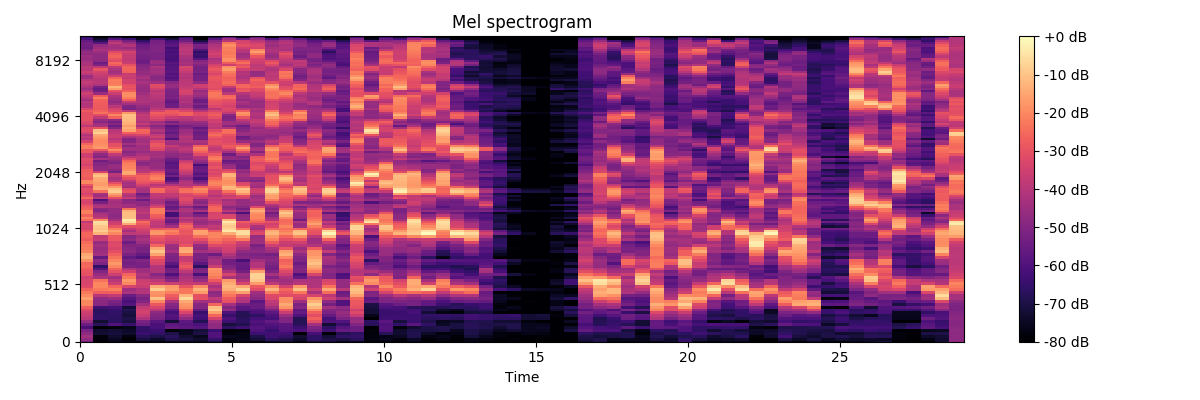 Mel spectrogram
Hz
8192
4096
2048
1024
512
0
0 5 10 15 20 25
Time
+0 dB
-10 dB
-20 dB
-30 dB
-40 dB
-50 dB
-60 dB
-70 dB
-80 dB